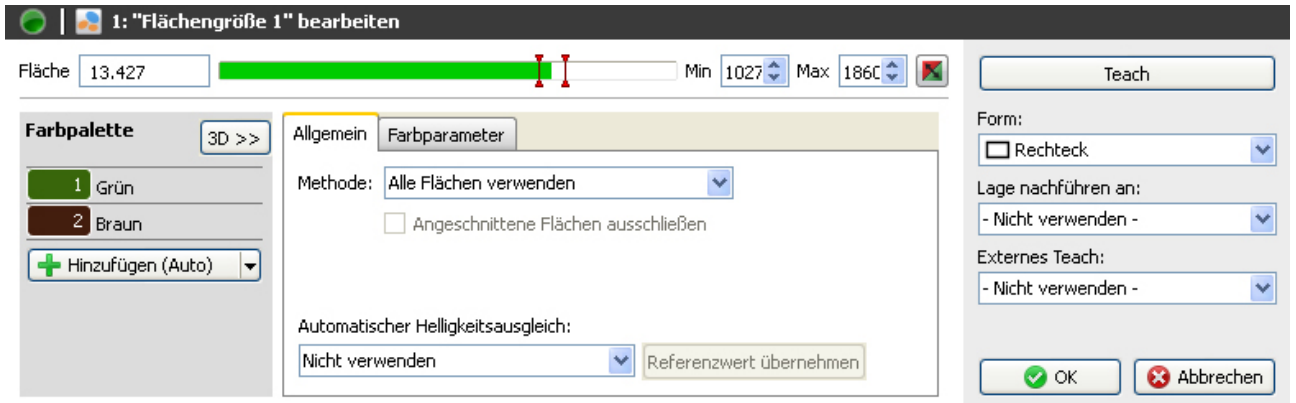 1: "Flächengröße 1" bearbeiten
Fläche 13,427 Min 1027 Max 1860
Teach
Farbpalette 3D >>
1 Grün
2 Braun
Hinzufügen (Auto)
Allgemein Farbparameter
Methode: Alle Flächen verwenden
Angeschnittene Flächen ausschließen
Automatischer Helligkeitsausgleich:
Nicht verwenden Referenzwert übernehmen
Form:
Rechteck
Lage nachführen an:
- Nicht verwenden -
Externes Teach:
- Nicht verwenden -
OK Abbrechen